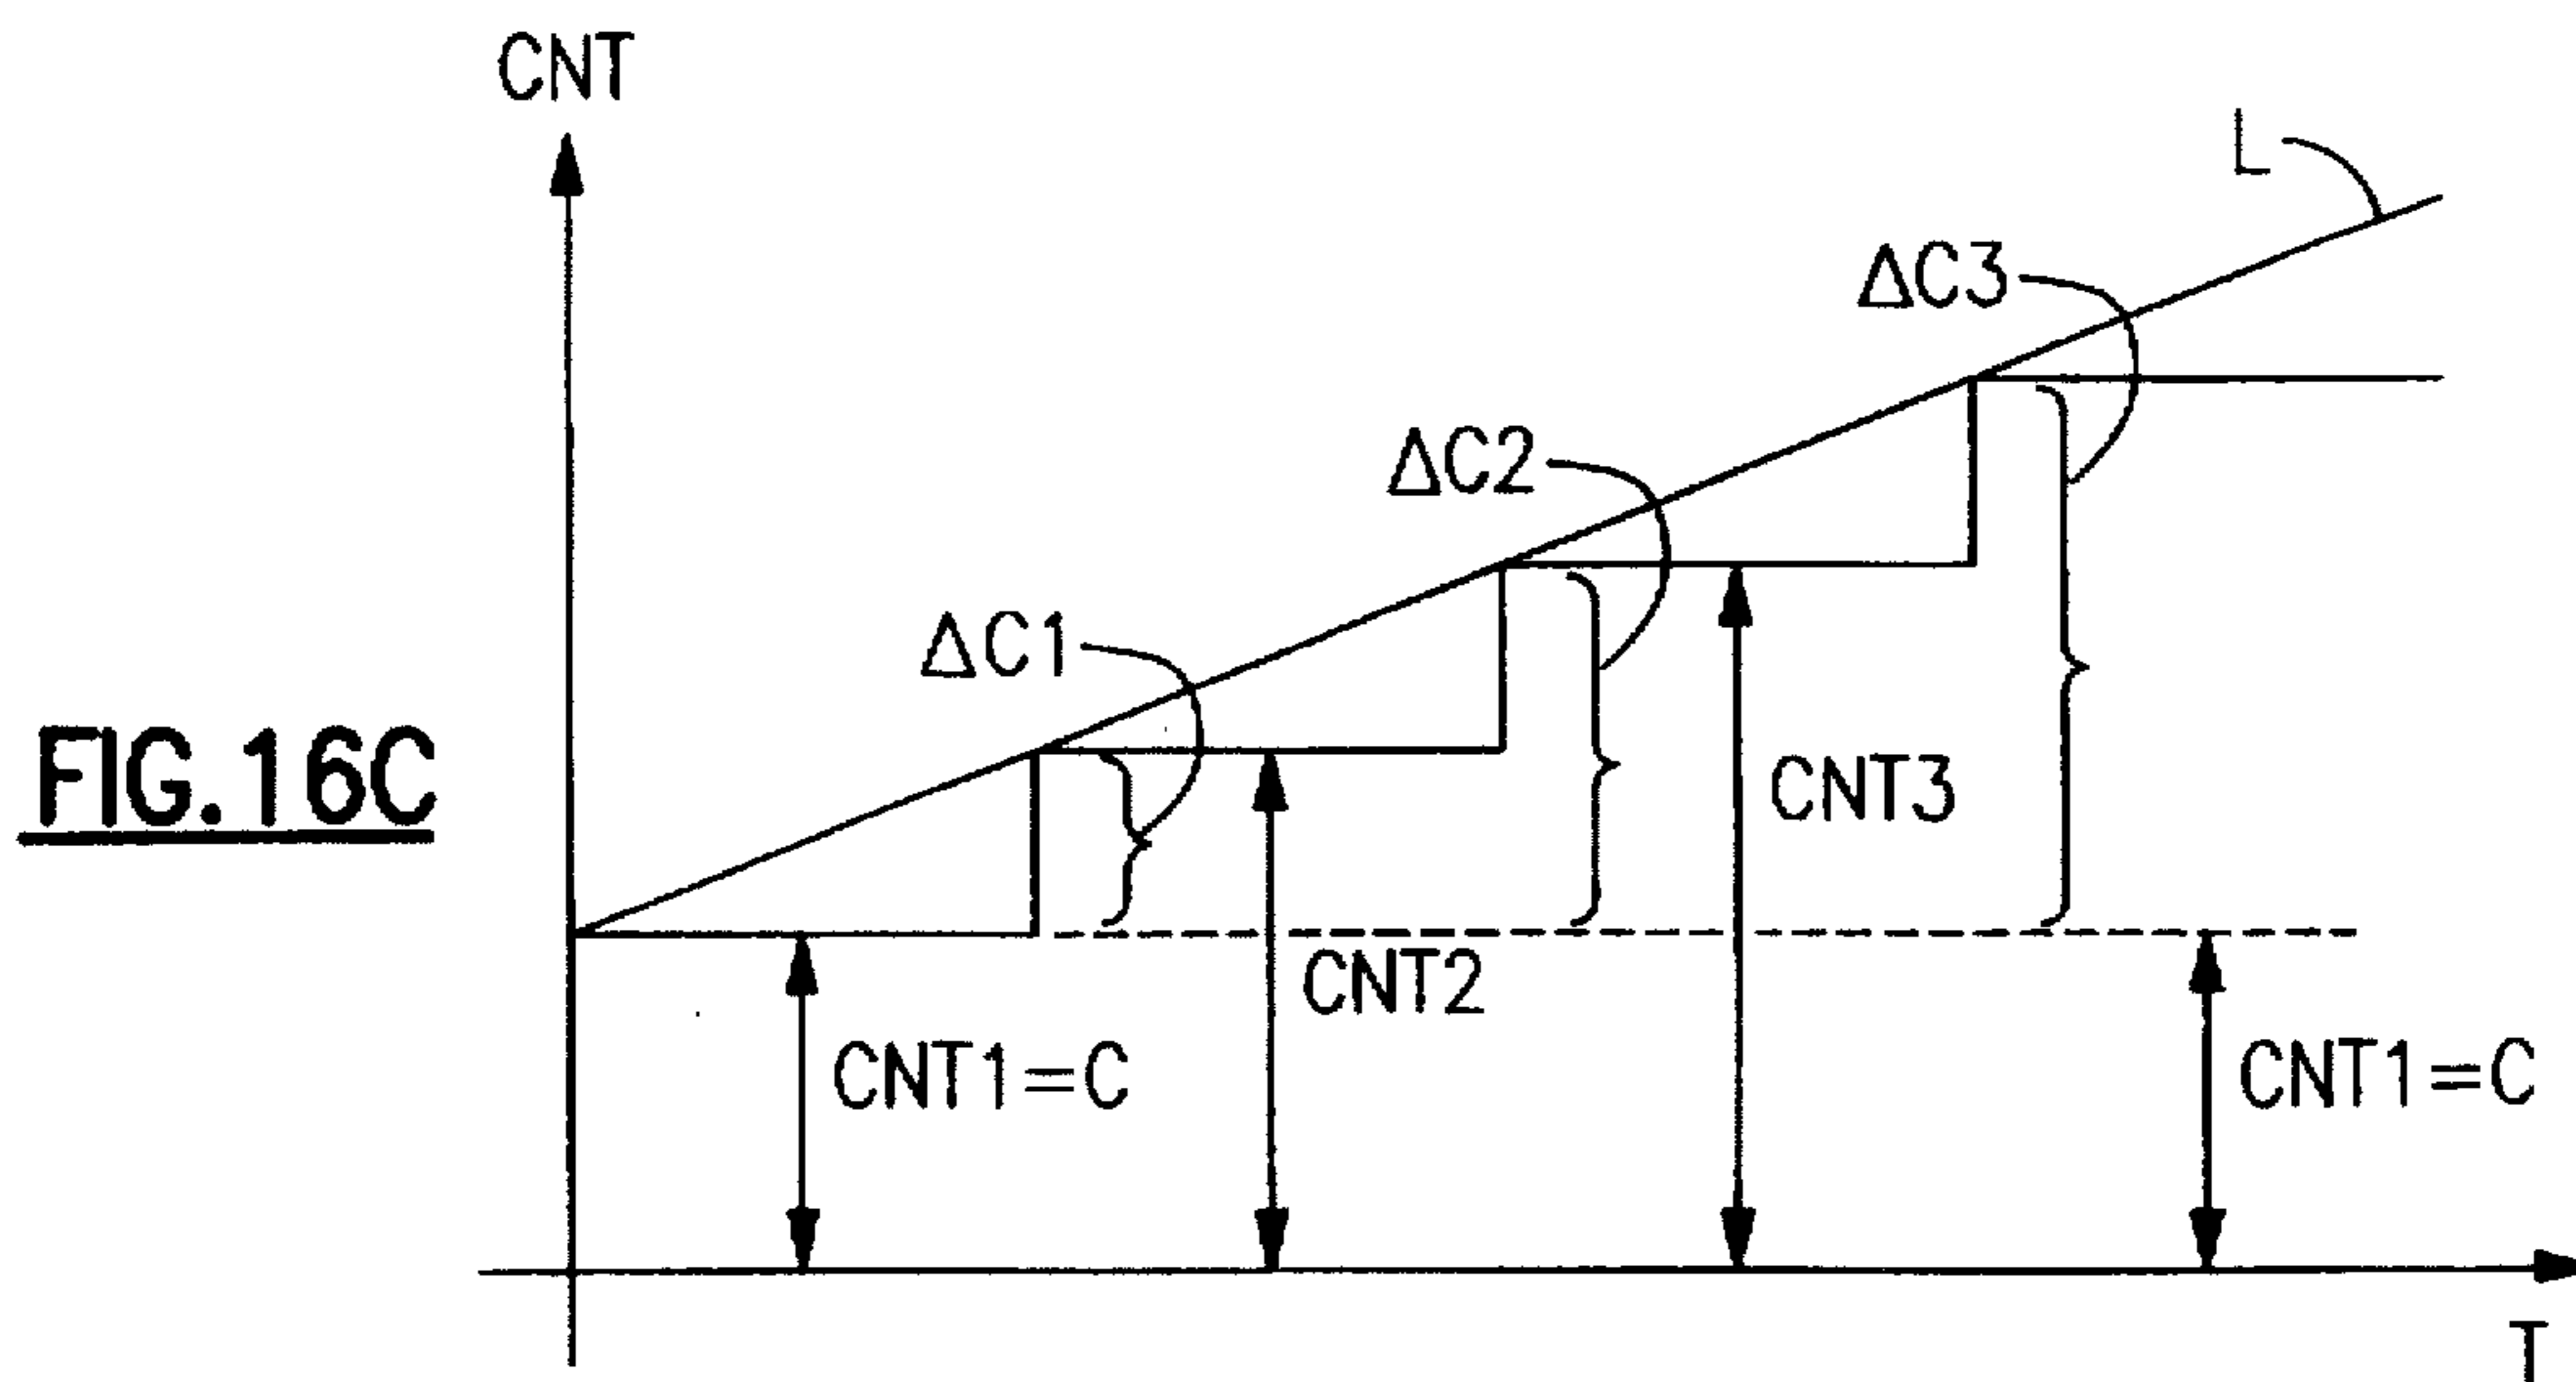 CNT
L
ΔC3
ΔC2
ΔC1
FIG.16C
CNT3
CNT2
CNT1=C
CNT1=C
T